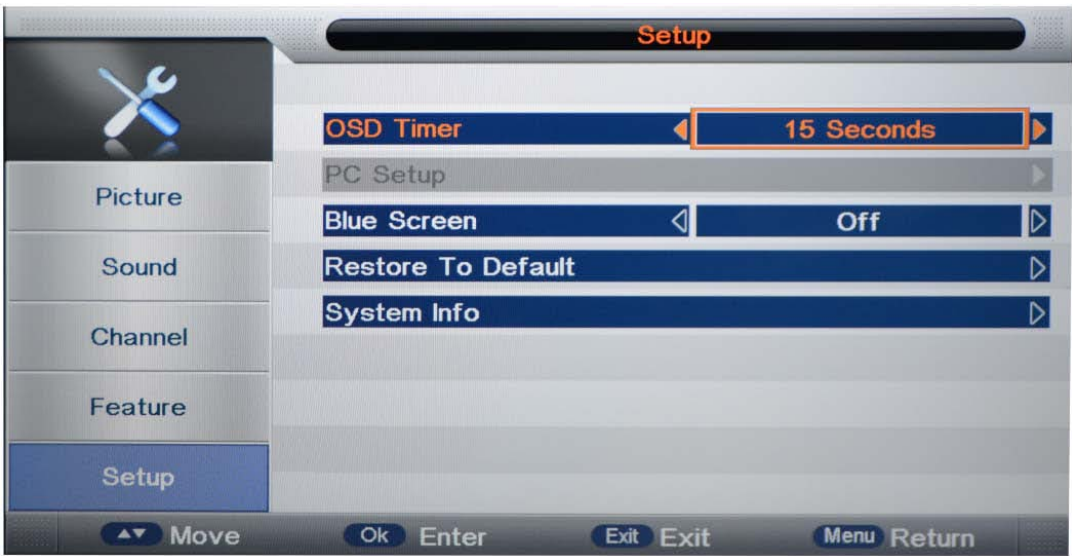 Setup
OSD Timer 15 Seconds
PC Setup
Blue Screen Off
Restore To Default
System Info
Picture
Sound
Channel
Feature
Setup
Move Ok Enter Exit Exit Menu Return